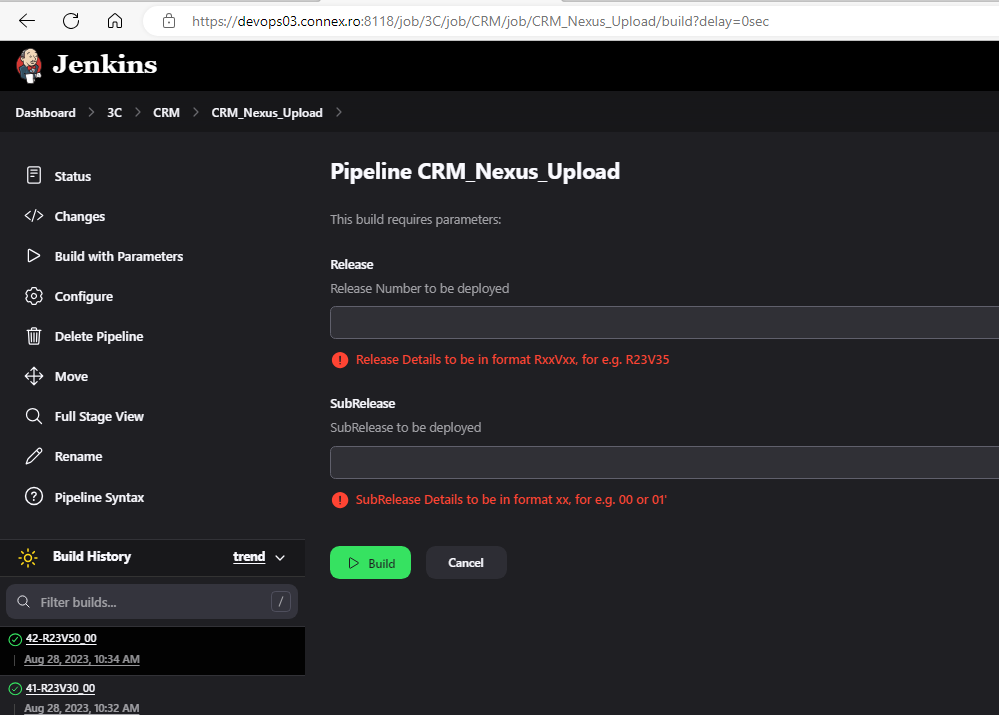 https://devops03.connex.ro:8118/job/3C/job/CRM/job/CRM_Nexus_Upload/build?delay=0sec
Jenkins
Dashboard > 3C > CRM > CRM_Nexus_Upload >
Status
Changes
Build with Parameters
Configure
Delete Pipeline
Move
Full Stage View
Rename
Pipeline Syntax
Build History trend
Filter builds... /
42-R23V50_00
Aug 28, 2023, 10:34 AM
41-R23V30_00
Aug 28, 2023, 10:32 AM
Pipeline CRM_Nexus_Upload
This build requires parameters:
Release
Release Number to be deployed
Release Details to be in format RxxVxx, for e.g. R23V35
SubRelease
SubRelease to be deployed
SubRelease Details to be in format xx, for e.g. 00 or 01'
Build Cancel